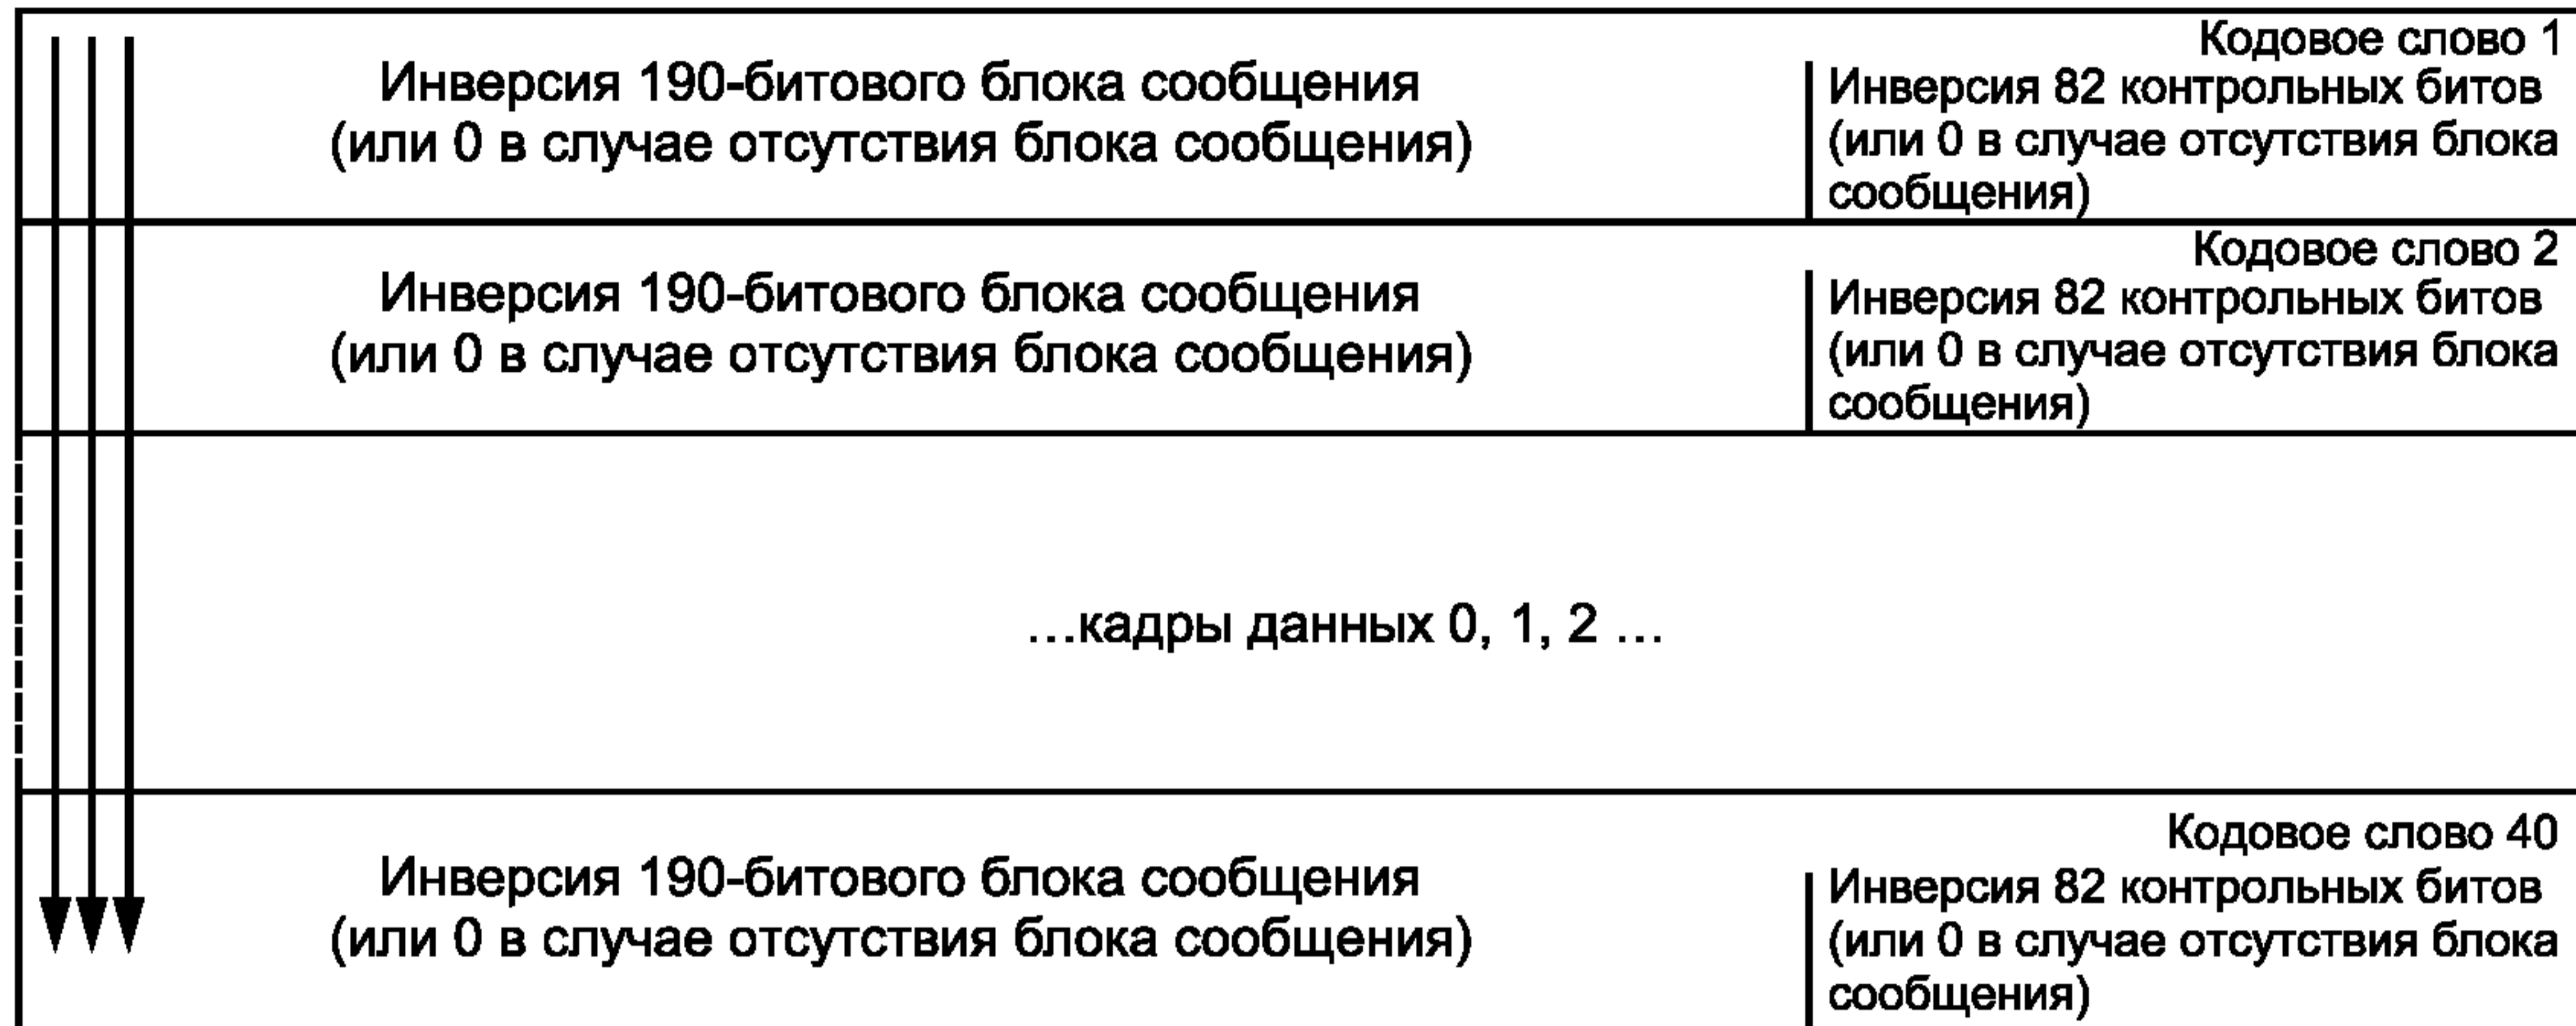 Кодовое слово 1
Инверсия 190-битового блока сообщения
(или 0 в случае отсутствия блока сообщения)
Инверсия 82 контрольных битов
(или 0 в случае отсутствия блока
сообщения)
Кодовое слово 2
Инверсия 190-битового блока сообщения
(или 0 в случае отсутствия блока сообщения)
Инверсия 82 контрольных битов
(или 0 в случае отсутствия блока
сообщения)
...кадры данных 0, 1, 2 ...
Кодовое слово 40
Инверсия 190-битового блока сообщения
(или 0 в случае отсутствия блока сообщения)
Инверсия 82 контрольных битов
(или 0 в случае отсутствия блока
сообщения)